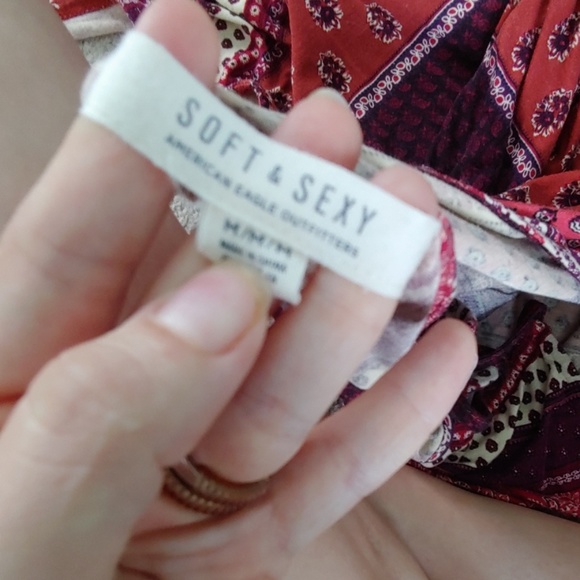 SOFT & SEXY
AMERICAN EAGLE OUTFITTERS
M/M/M